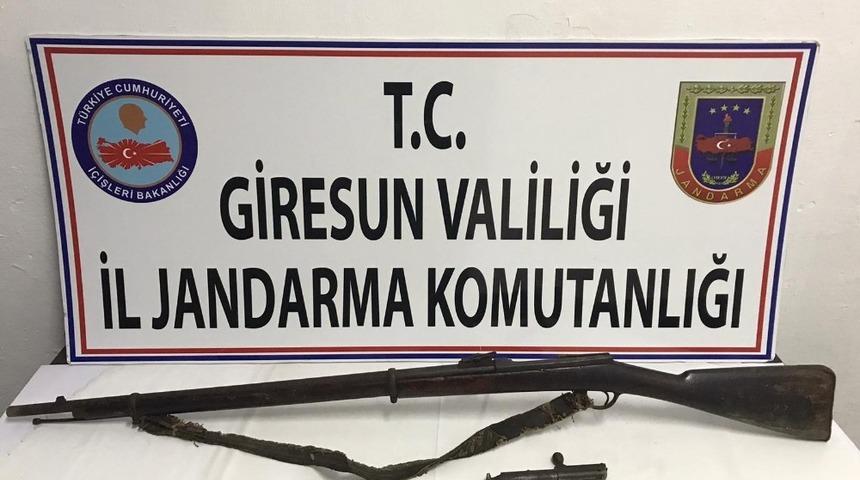 T.C.
GİRESUN VALİLİĞİ
İL JANDARMA KOMUTANLIĞI
TÜRKİYE CUMHURİYETİ
İÇİŞLERİ BAKANLIĞI
JANDARMA